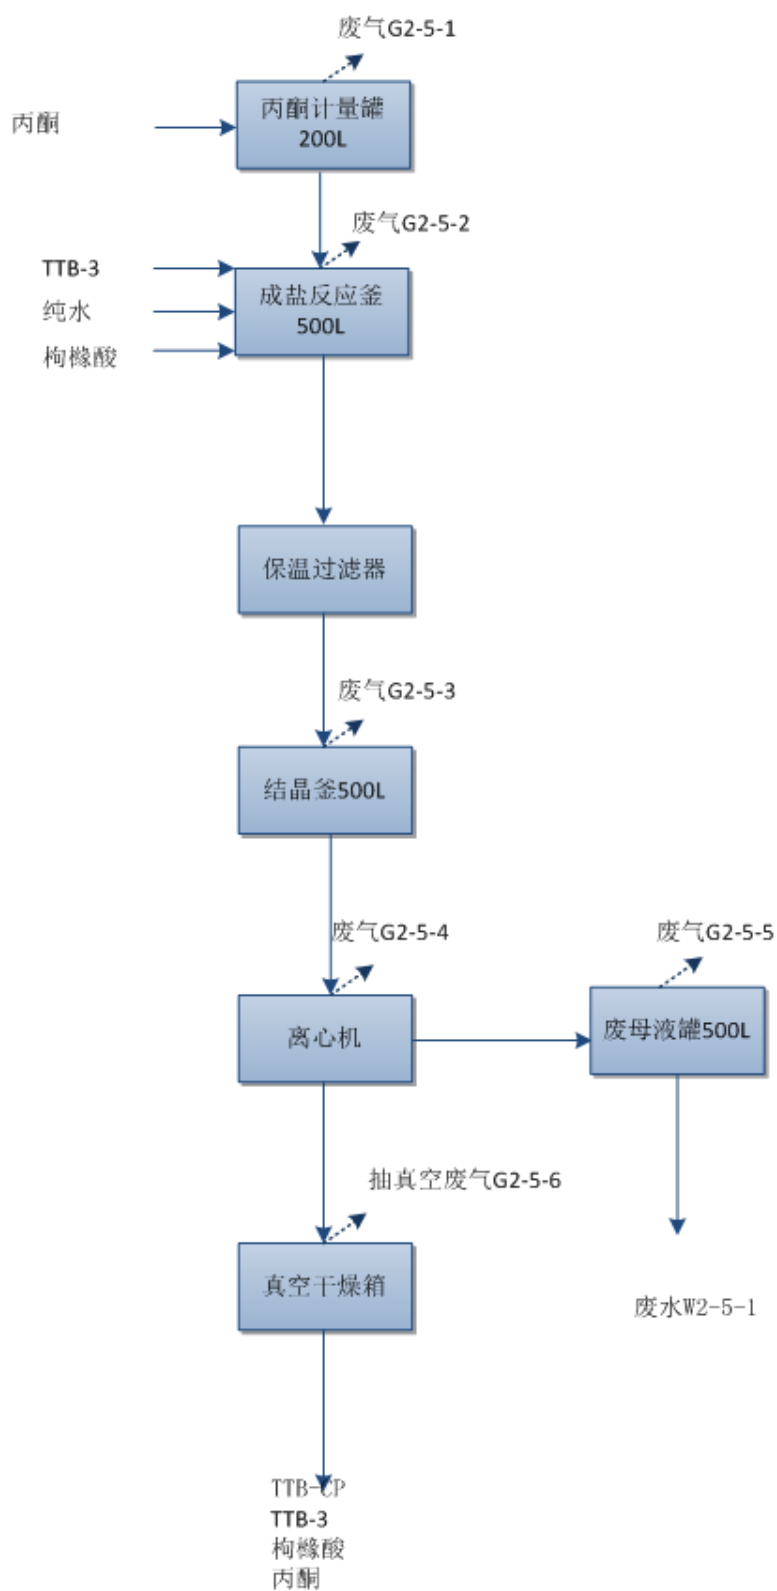 废气G2-5-1
丙酮
丙酮计量罐
200L
废气G2-5-2
TTB-3
纯水
枸橼酸
成盐反应釜
500L
保温过滤器
废气G2-5-3
结晶釜500L
废气G2-5-4
废气G2-5-5
离心机
废母液罐500L
抽真空废气G2-5-6
真空干燥箱
废水W2-5-1
TTB-CP
TTB-3
枸橼酸
丙酮